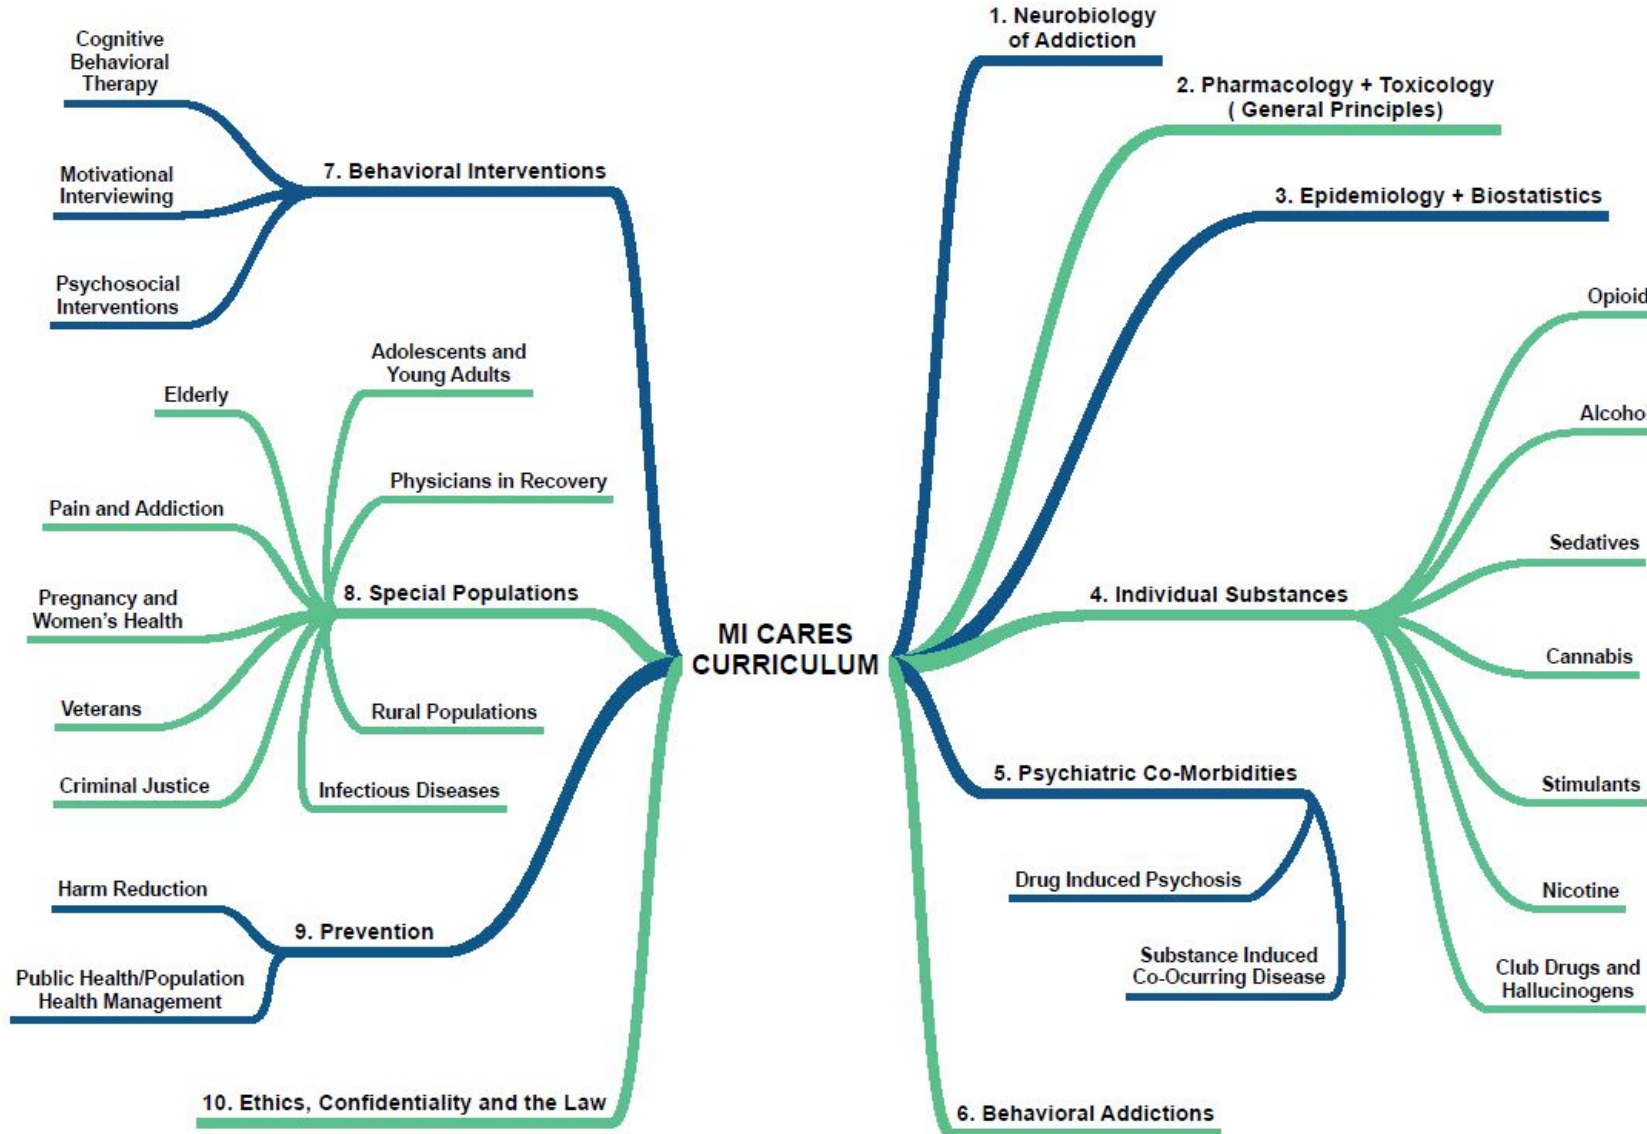 MI CARES
CURRICULUM
1. Neurobiology
of Addiction
2. Pharmacology + Toxicology
( General Principles)
3. Epidemiology + Biostatistics
4. Individual Substances
Opioid
Alcohol
Sedatives
Cannabis
Stimulants
Nicotine
Club Drugs and
Hallucinogens
5. Psychiatric Co-Morbidities
Drug Induced Psychosis
Substance Induced
Co-Ocurring Disease
6. Behavioral Addictions
7. Behavioral Interventions
Cognitive
Behavioral
Therapy
Motivational
Interviewing
Psychosocial
Interventions
8. Special Populations
Adolescents and
Young Adults
Elderly
Physicians in Recovery
Pain and Addiction
Pregnancy and
Women's Health
Veterans
Rural Populations
Criminal Justice
Infectious Diseases
9. Prevention
Harm Reduction
Public Health/Population
Health Management
10. Ethics, Confidentiality and the Law